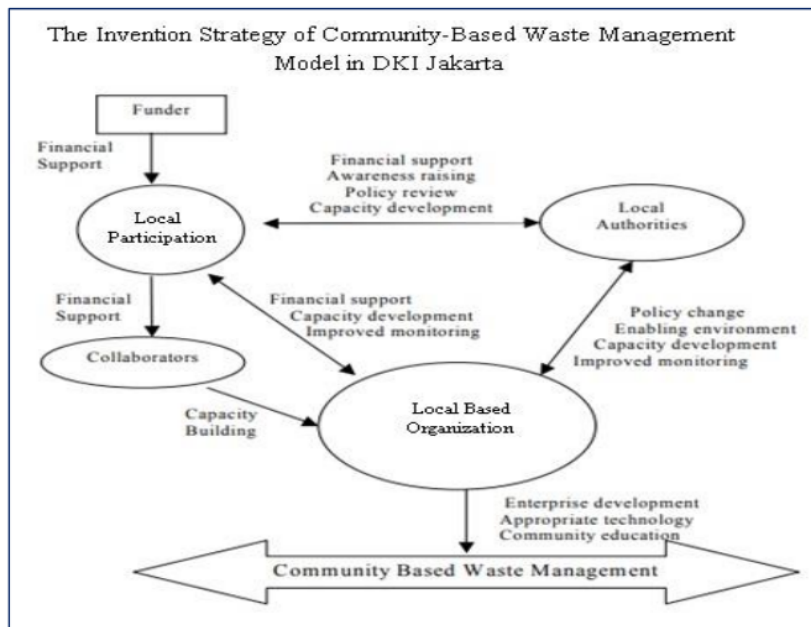 The Invention Strategy of Community-Based Waste Management
Model in DKI Jakarta
Funder
Financial
Support
Financial support
Awareness raising
Policy review
Capacity development
Local
Participation
Local
Authorities
Financial
Support
Financial support
Capacity development
Improved monitoring
Policy change
Enabling environment
Capacity development
Improved monitoring
Collaborators
Capacity
Building
Local Based
Organization
Enterprise development
Appropriate technology
Community education
Community Based Waste Management